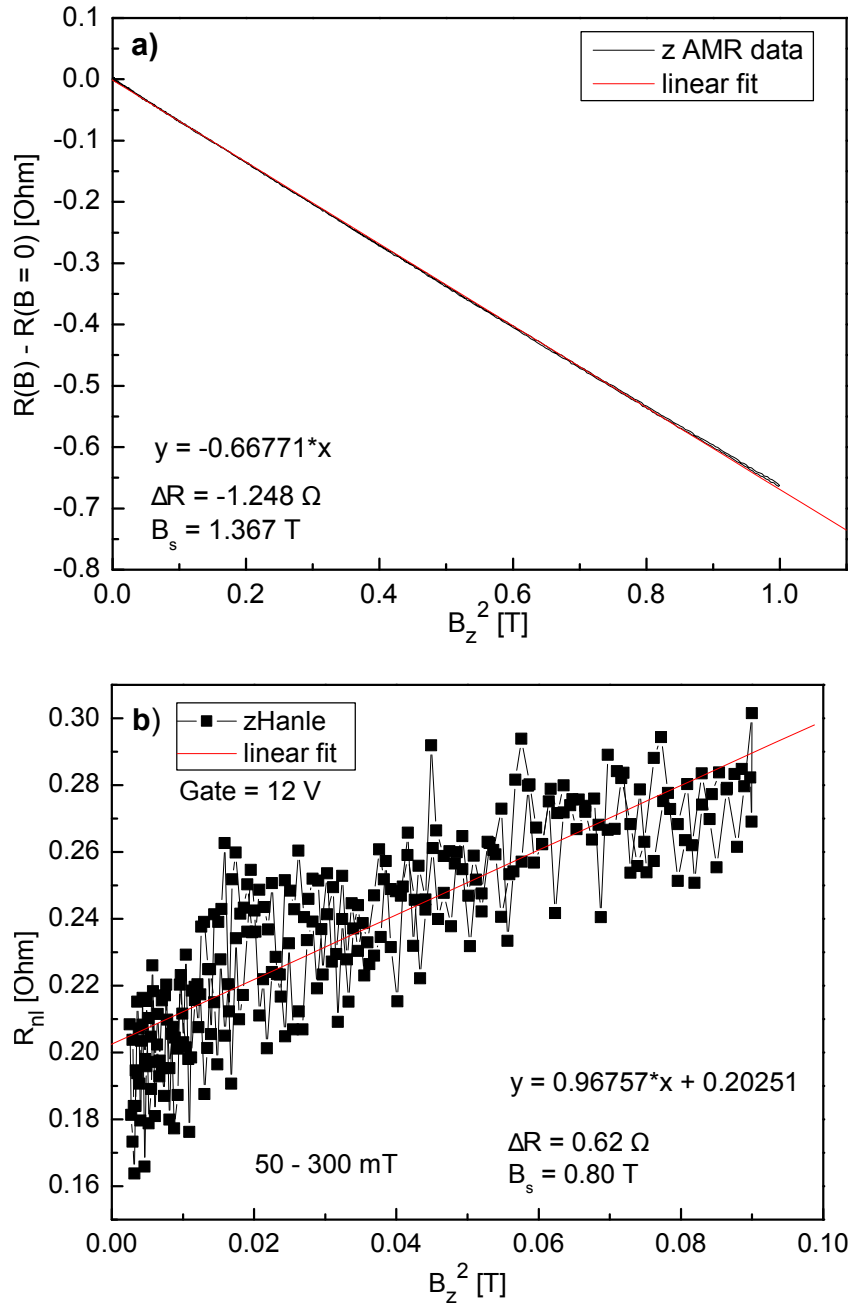 a)
z AMR data
linear fit
0.1
0.0
-0.1
-0.2
-0.3
-0.4
-0.5
-0.6
-0.7
-0.8
R(B) - R(B = 0) [Ohm]
y = -0.66771*x
ΔR = -1.248 Ω
B_s = 1.367 T
0.0 0.2 0.4 0.6 0.8 1.0
B_z^2 [T]
b)
zHanle
linear fit
Gate = 12 V
0.30
0.28
0.26
0.24
0.22
0.20
0.18
0.16
R_nl [Ohm]
y = 0.96757*x + 0.20251
ΔR = 0.62 Ω
B_s = 0.80 T
50 - 300 mT
0.00 0.02 0.04 0.06 0.08 0.10
B_z^2 [T]